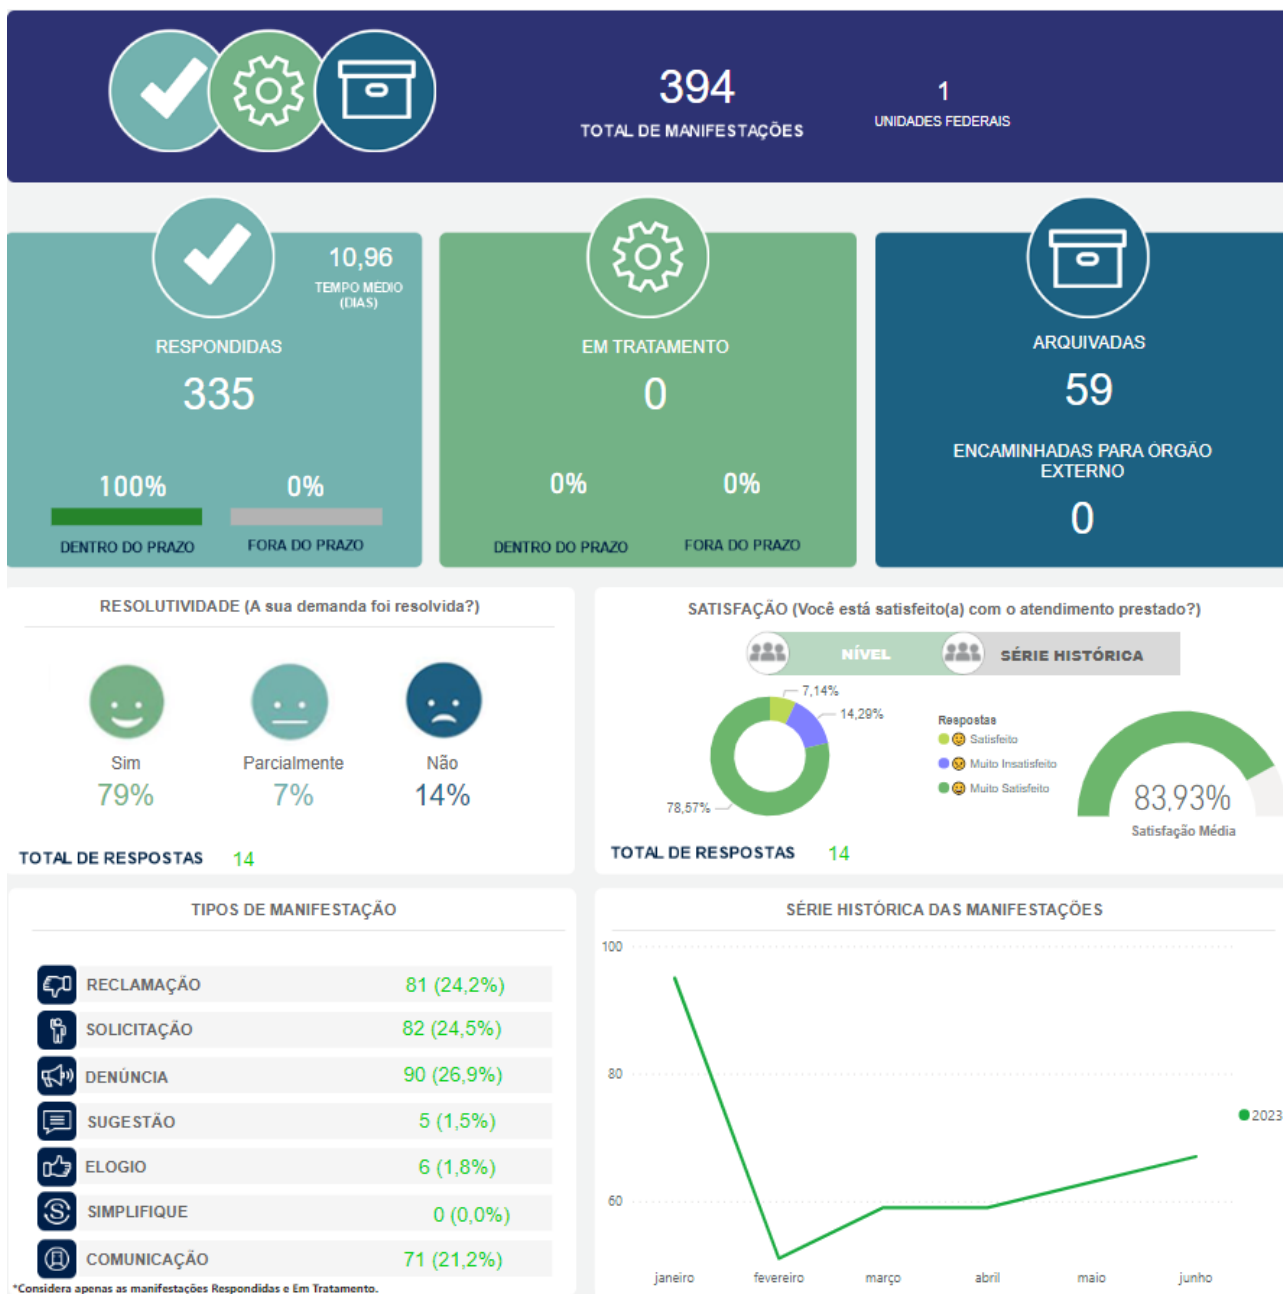 394
TOTAL DE MANIFESTAÇÕES
1
UNIDADES FEDERAIS
10,96
TEMPO MÉDIO
(DIAS)
RESPONDIDAS
335
100%
0%
DENTRO DO PRAZO
FORA DO PRAZO
EM TRATAMENTO
0
0%
0%
DENTRO DO PRAZO
FORA DO PRAZO
ARQUIVADAS
59
ENCAMINHADAS PARA ÓRGÃO
EXTERNO
0
RESOLUTIVIDADE (A sua demanda foi resolvida?)
Sim
79%
Parcialmente
7%
Não
14%
TOTAL DE RESPOSTAS 14
SATISFAÇÃO (Você está satisfeito(a) com o atendimento prestado?)
NÍVEL
SÉRIE HISTÓRICA
7,14%
14,29%
78,57%
Respostas
Satisfeito
Muito Insatisfeito
Muito Satisfeito
83,93%
Satisfação Média
TOTAL DE RESPOSTAS 14
TIPOS DE MANIFESTAÇÃO
RECLAMAÇÃO 81 (24,2%)
SOLICITAÇÃO 82 (24,5%)
DENÚNCIA 90 (26,9%)
SUGESTÃO 5 (1,5%)
ELOGIO 6 (1,8%)
SIMPLIFIQUE 0 (0,0%)
COMUNICAÇÃO 71 (21,2%)
*Considera apenas as manifestações Respondidas e Em Tratamento.
SÉRIE HISTÓRICA DAS MANIFESTAÇÕES
100
80
60
2023
janeiro fevereiro março abril maio junho